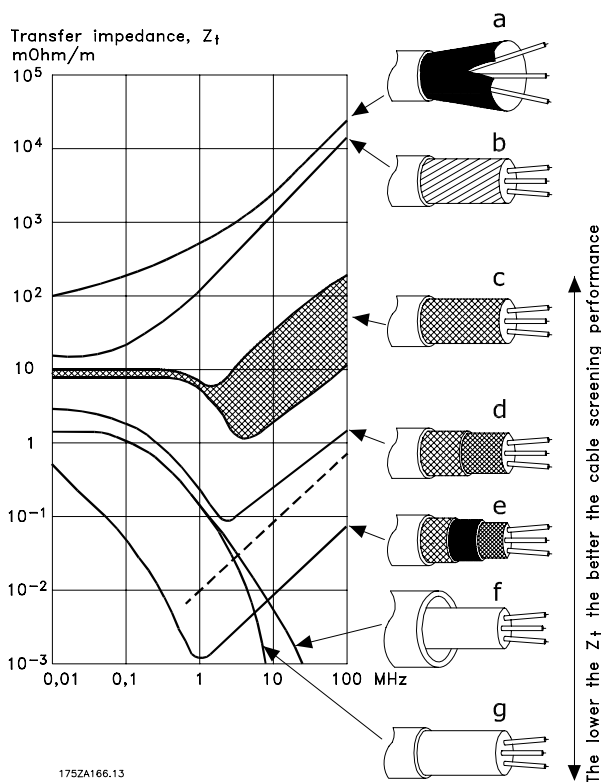 Transfer impedance, Zt
mOhm/m
10⁵
10⁴
10³
10²
10
1
10⁻¹
10⁻²
10⁻³
0,01 0,1 1 10 100 MHz
a
b
c
d
e
f
g
The lower the Zt the better the cable screening performance
175ZA166.13